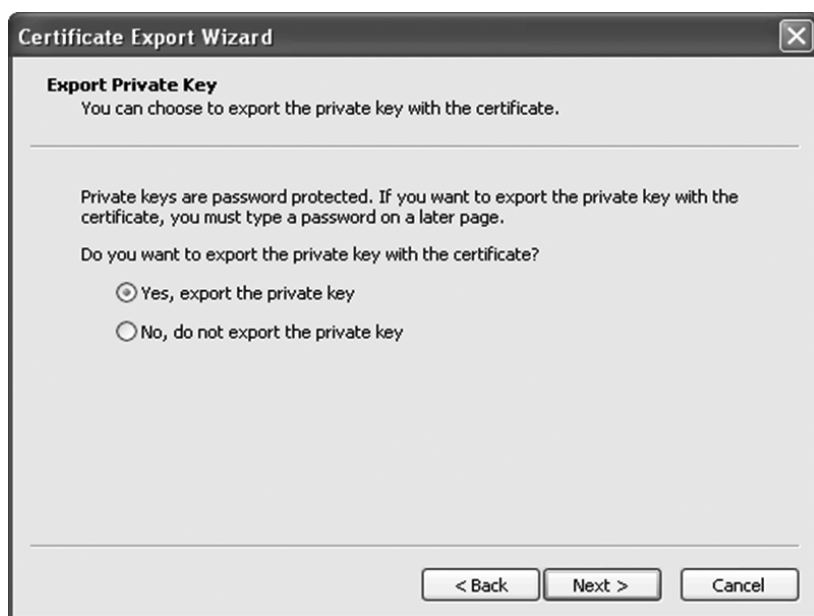 Certificate Export Wizard
Export Private Key
You can choose to export the private key with the certificate.
Private keys are password protected. If you want to export the private key with the
certificate, you must type a password on a later page.
Do you want to export the private key with the certificate?
Yes, export the private key
No, do not export the private key
< Back
Next >
Cancel